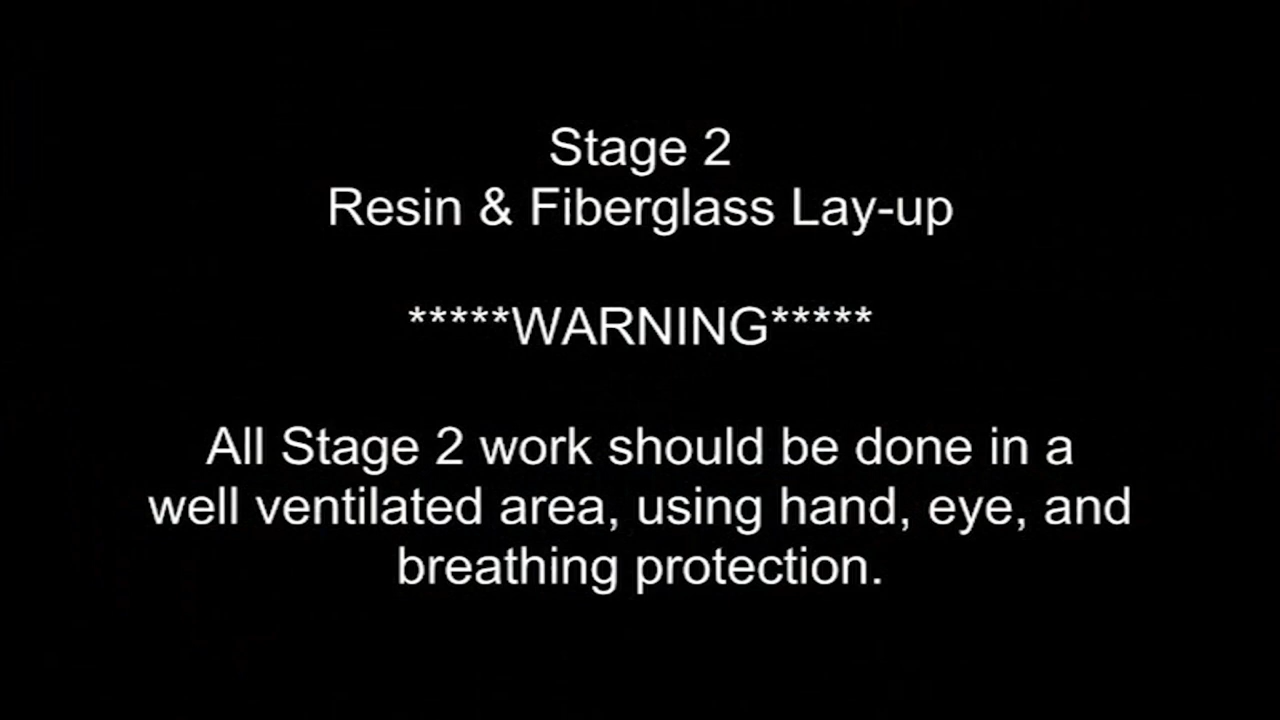 Stage 2
Resin & Fiberglass Lay-up
*****WARNING*****
All Stage 2 work should be done in a
well ventilated area, using hand, eye, and
breathing protection.